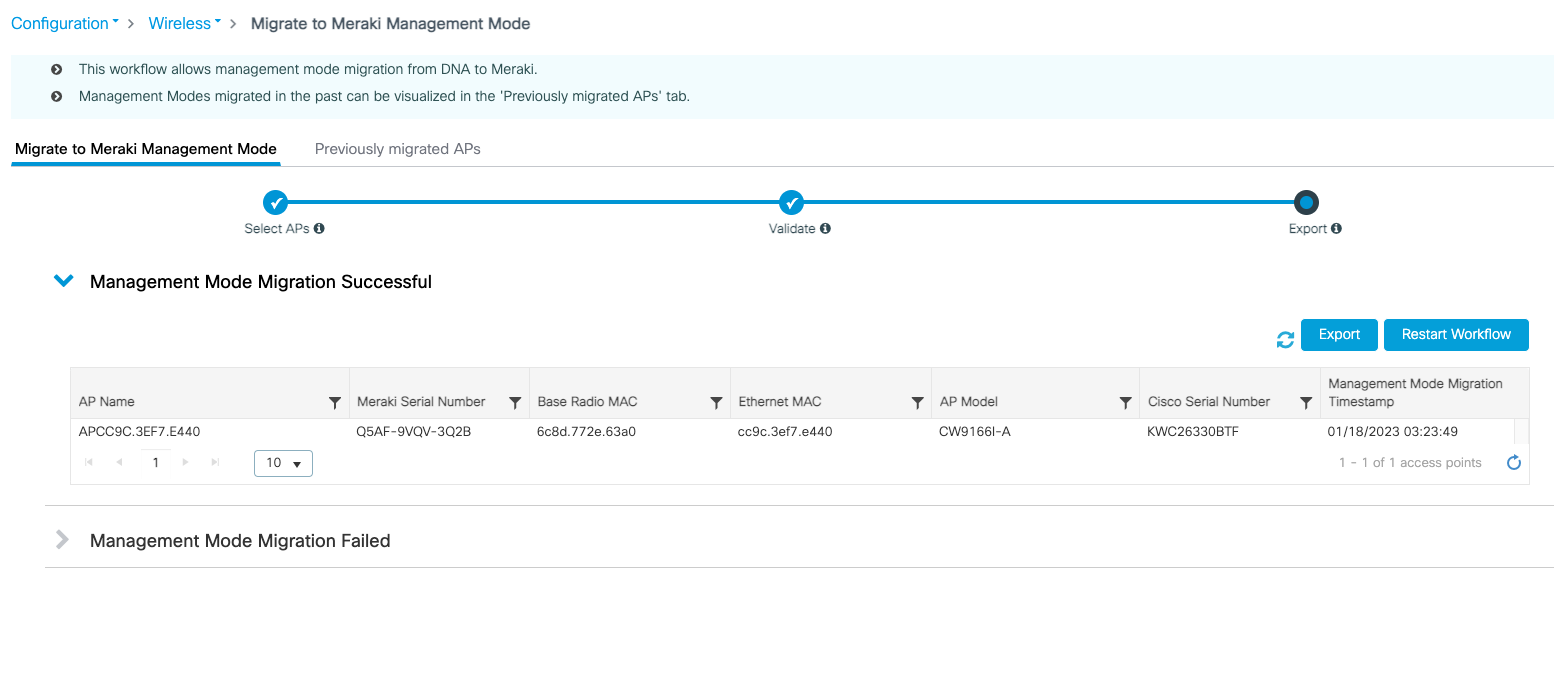 Configuration > Wireless > Migrate to Meraki Management Mode
This workflow allows management mode migration from DNA to Meraki.
Management Modes migrated in the past can be visualized in the 'Previously migrated APs' tab.
Migrate to Meraki Management Mode Previously migrated APs
Select APs Validate Export
Management Mode Migration Successful
Export Restart Workflow
AP Name Meraki Serial Number Base Radio MAC Ethernet MAC AP Model Cisco Serial Number Management Mode Migration
Timestamp
APCC9C.3EF7.E440 Q5AF-9VQV-3Q2B 6c8d.772e.63a0 cc9c.3ef7.e440 CW9166I-A KWC26330BTF 01/18/2023 03:23:49
1 10 1 - 1 of 1 access points
Management Mode Migration Failed